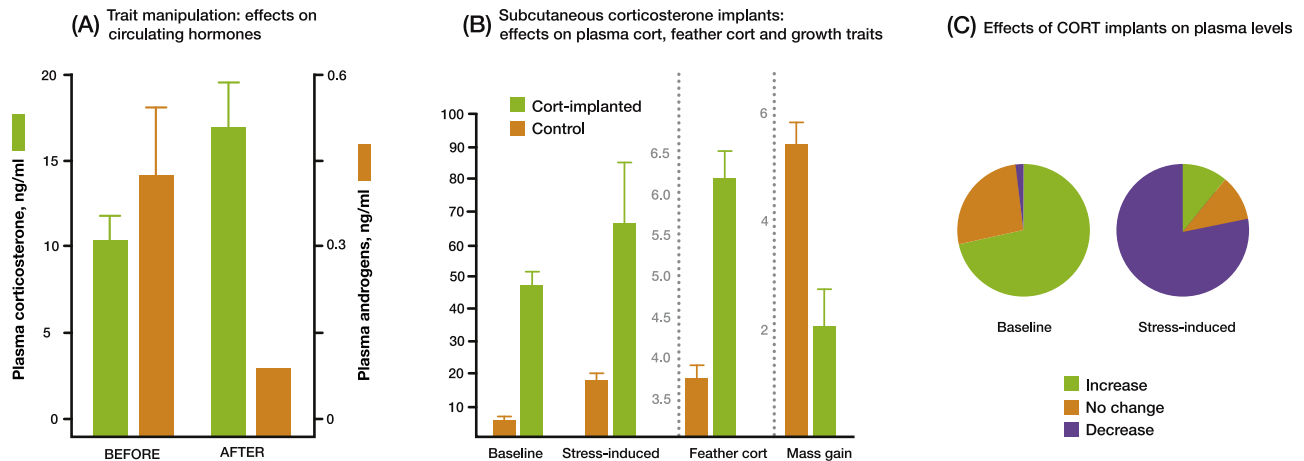 (A) Trait manipulation: effects on
circulating hormones
Plasma corticosterone, ng/ml
20
15
10
5
0
0.6
0.3
0
Plasma androgens, ng/ml
BEFORE
AFTER
(B) Subcutaneous corticosterone implants:
effects on plasma cort, feather cort and growth traits
Cort-implanted
Control
100
90
80
70
60
50
40
30
20
10
6.5
6.0
5.5
5.0
4.5
4.0
3.5
6
4
2
Baseline
Stress-induced
Feather cort
Mass gain
(C) Effects of CORT implants on plasma levels
Baseline
Stress-induced
Increase
No change
Decrease